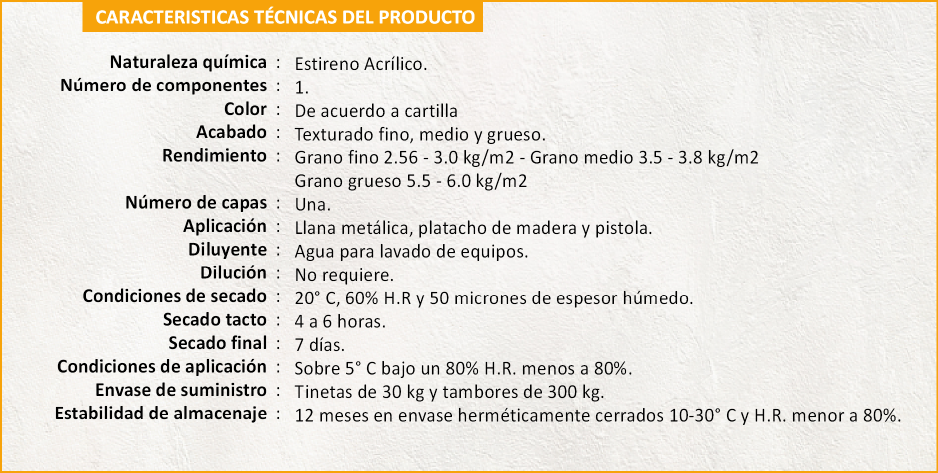 CARACTERISTICAS TÉCNICAS DEL PRODUCTO
Naturaleza química : Estireno Acrílico.
Número de componentes : 1.
Color : De acuerdo a cartilla
Acabado : Texturado fino, medio y grueso.
Rendimiento : Grano fino 2.56 - 3.0 kg/m2 - Grano medio 3.5 - 3.8 kg/m2
Grano grueso 5.5 - 6.0 kg/m2
Número de capas : Una.
Aplicación : Llana metálica, platacho de madera y pistola.
Diluyente : Agua para lavado de equipos.
Dilución : No requiere.
Condiciones de secado : 20° C, 60% H.R y 50 micrones de espesor húmedo.
Secado tacto : 4 a 6 horas.
Secado final : 7 días.
Condiciones de aplicación : Sobre 5° C bajo un 80% H.R. menos a 80%.
Envase de suministro : Tinetas de 30 kg y tambores de 300 kg.
Estabilidad de almacenaje : 12 meses en envase herméticamente cerrados 10-30° C y H.R. menor a 80%.